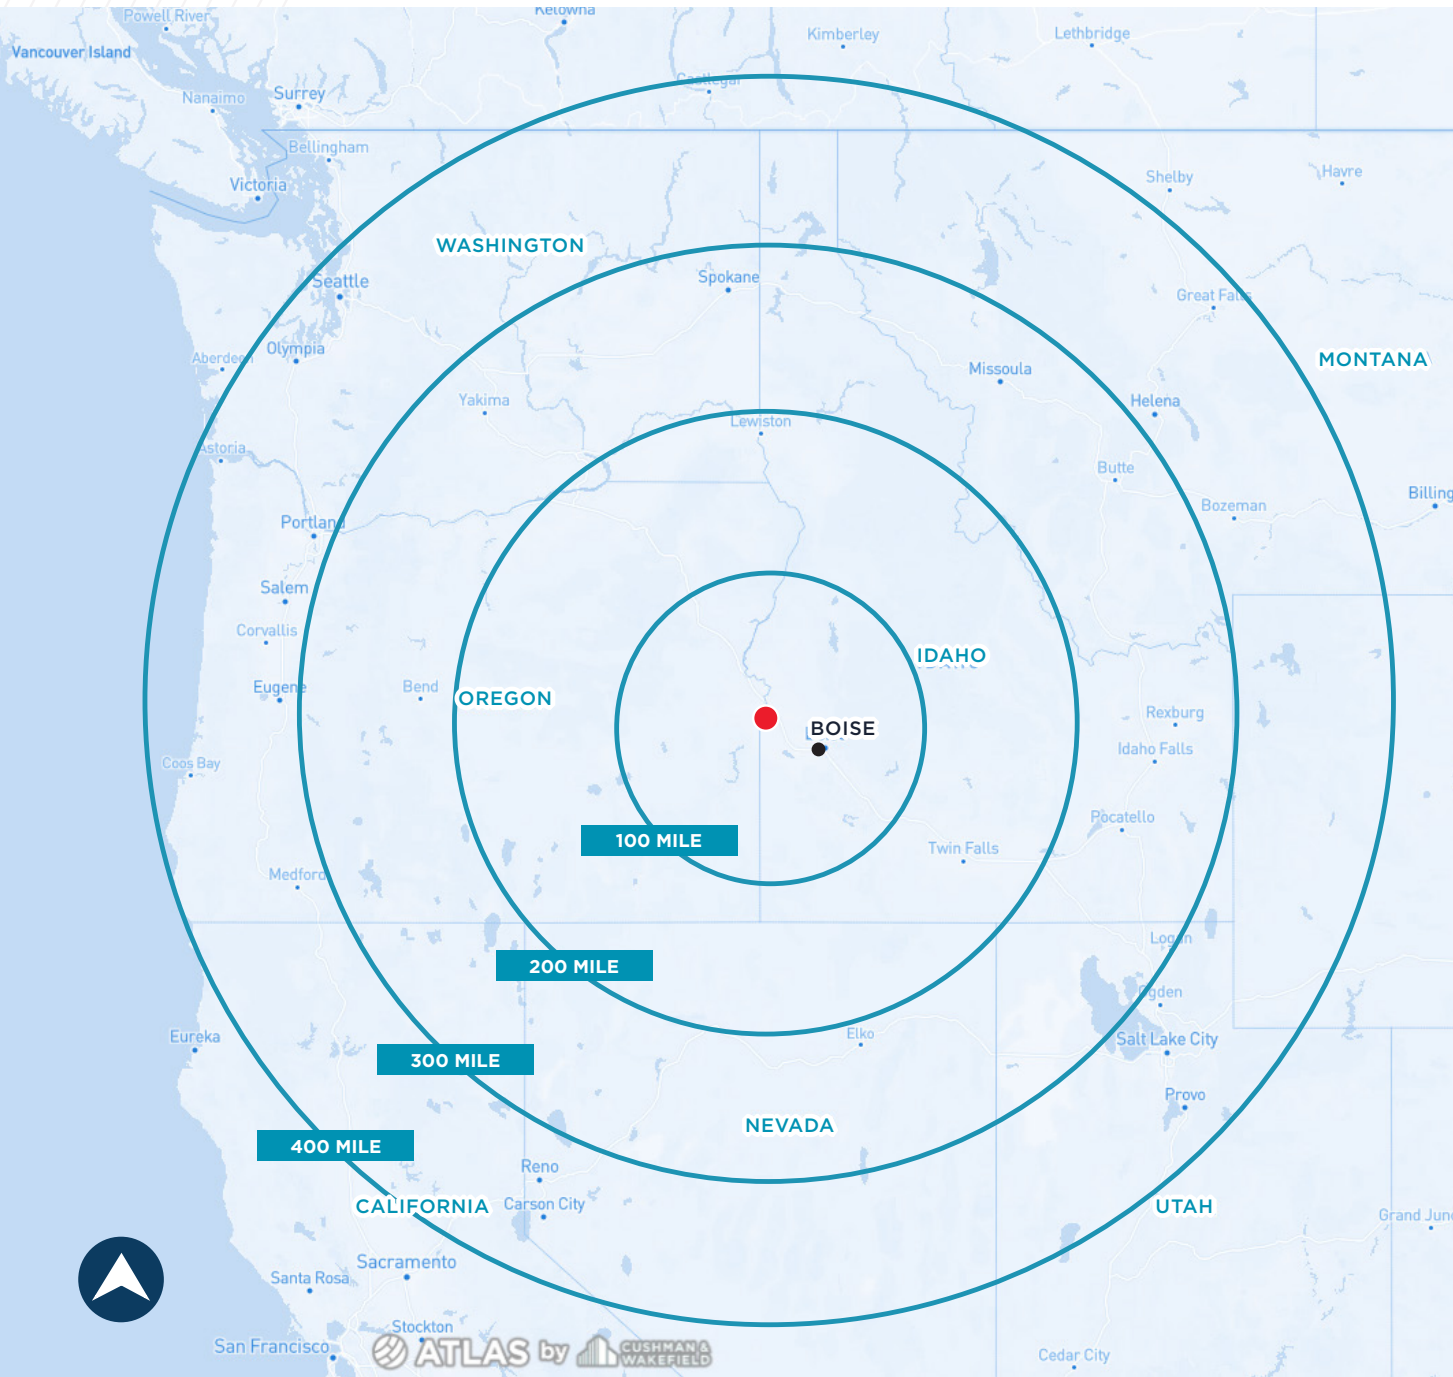 Kelowna
Powell River
Kimberley
Lethbridge
Vancouver Island
Castlegar
Nanaimo
Surrey
Bellingham
Victoria
Shelby
Havre
WASHINGTON
Seattle
Spokane
Great Falls
Aberdeen
Olympia
Missoula
MONTANA
Yakima
Helena
Lewiston
Astoria
Butte
Billing
Portland
Bozeman
Salem
Corvallis
IDAHO
Eugene
Bend
OREGON
Rexburg
BOISE
Idaho Falls
Coos Bay
Pocatello
100 MILE
Twin Falls
Medford
Logan
200 MILE
Ogden
Eureka
Elko
Salt Lake City
300 MILE
Provo
NEVADA
400 MILE
Reno
CALIFORNIA
Carson City
UTAH
Grand Junc
Sacramento
Santa Rosa
Stockton
San Francisco
ATLAS by CUSHMAN &
WAKEFIELD
Cedar City